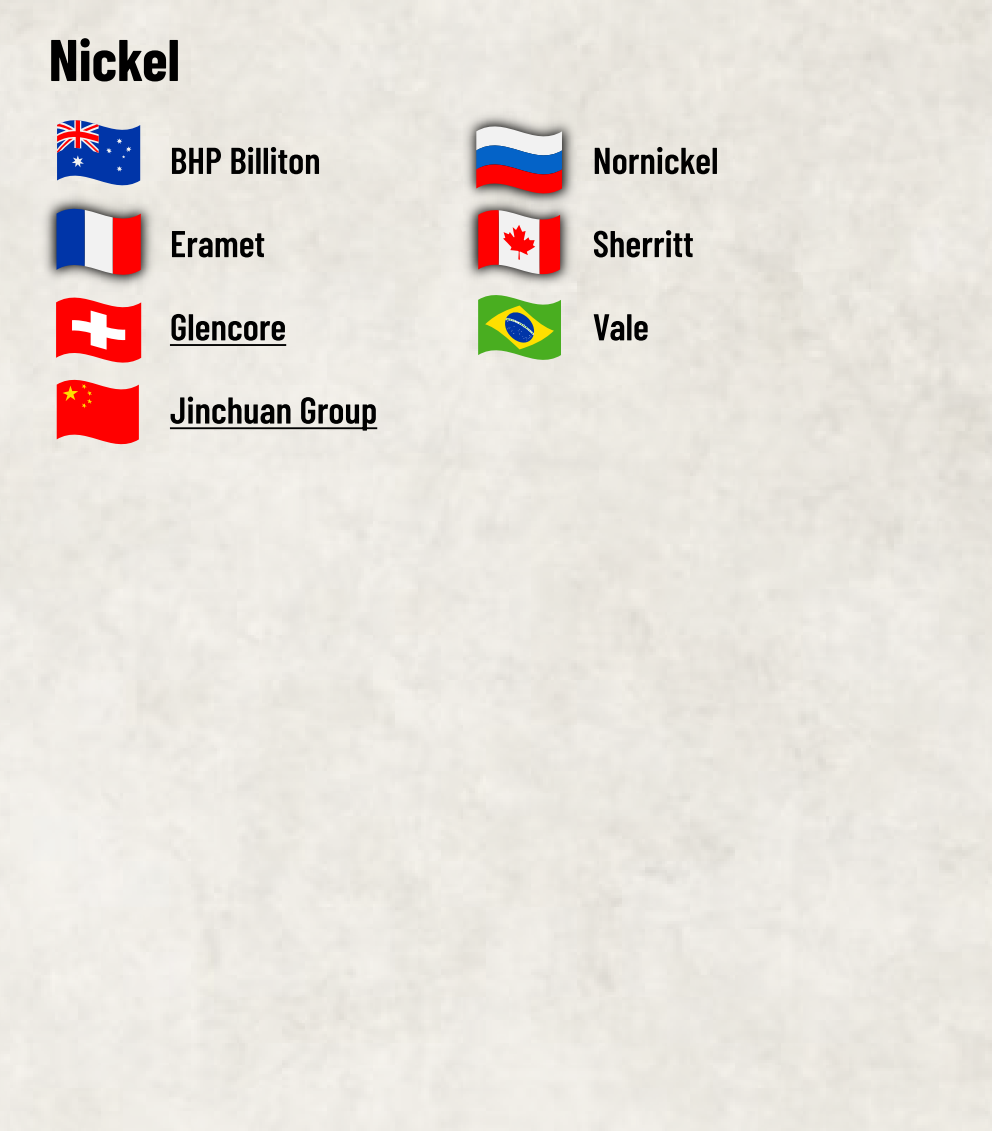 Nickel
BHP Billiton
Eramet
Glencore
Jinchuan Group
Nornickel
Sherritt
Vale